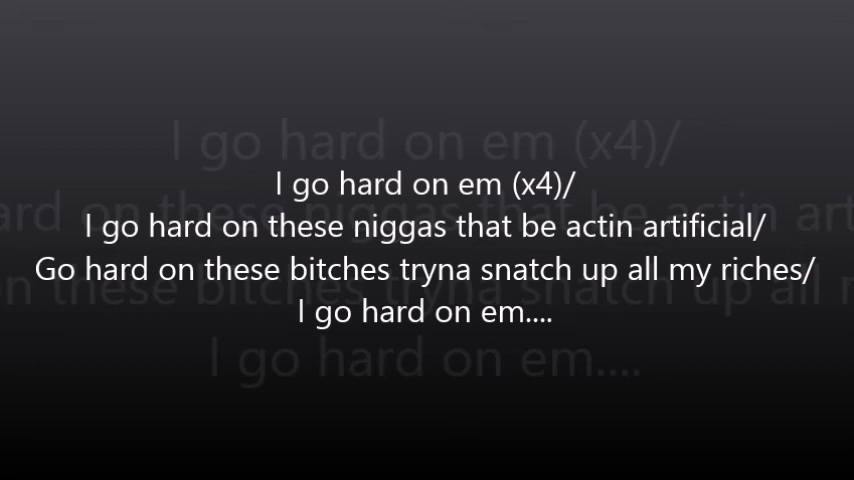 I go hard on em (x4)/
I go hard on these niggas that be actin artificial/
Go hard on these bitches tryna snatch up all my riches/
I go hard on em....